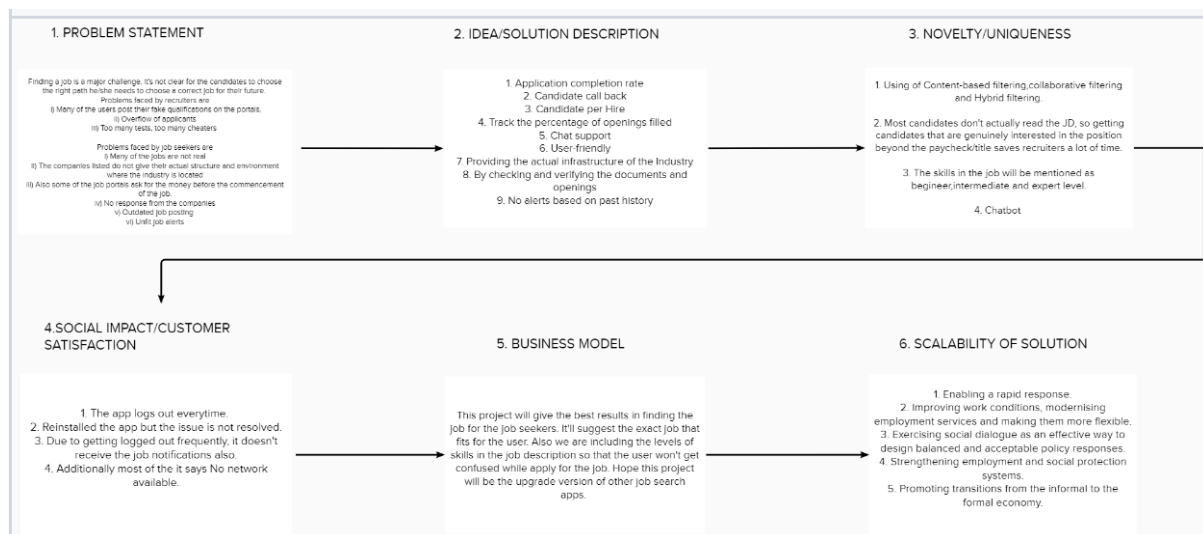 1. PROBLEM STATEMENT
Finding a job is a major challenge. It's not clear for the candidates to choose
the right path he/she needs to choose a correct job for their future.
Problems faced by recruiters are
i) Many of the users post their fake qualifications on the portals.
ii) Overflow of applicants
iii) Too many tests, too many cheaters
Problems faced by job seekers are
i) Many of the jobs are not real
ii) The companies listed do not give their actual structure and environment
where the industry is located
iii) Also some of the job portals ask for the money before the commencement
of the job.
iv) No response from the companies
v) Outdated job posting
vi) Unfit job alerts
2. IDEA/SOLUTION DESCRIPTION
1. Application completion rate
2. Candidate call back
3. Candidate per Hire
4. Track the percentage of openings filled
5. Chat support
6. User-friendly
7. Providing the actual infrastructure of the Industry
8. By checking and verifying the documents and
openings
9. No alerts based on past history
3. NOVELTY/UNIQUENESS
1. Using of Content-based filtering,collaborative filtering
and Hybrid filtering.
2. Most candidates don't actually read the JD, so getting
candidates that are genuinely interested in the position
beyond the paycheck/title saves recruiters a lot of time.
3. The skills in the job will be mentioned as
begineer,intermediate and expert level.
4. Chatbot
4.SOCIAL IMPACT/CUSTOMER
SATISFACTION
1. The app logs out everytime.
2. Reinstalled the app but the issue is not resolved.
3. Due to getting logged out frequently, it doesn't
receive the job notifications also.
4. Additionally most of the it says No network
available.
5. BUSINESS MODEL
This project will give the best results in finding the
job for the job seekers. It'll suggest the exact job that
fits for the user. Also we are including the levels of
skills in the job description so that the user won't get
confused while apply for the job. Hope this project
will be the upgrade version of other job search
apps.
6. SCALABILITY OF SOLUTION
1. Enabling a rapid response.
2. Improving work conditions, modernising
employment services and making them more flexible.
3. Exercising social dialogue as an effective way to
design balanced and acceptable policy responses.
4. Strengthening employment and social protection
systems.
5. Promoting transitions from the informal to the
formal economy.